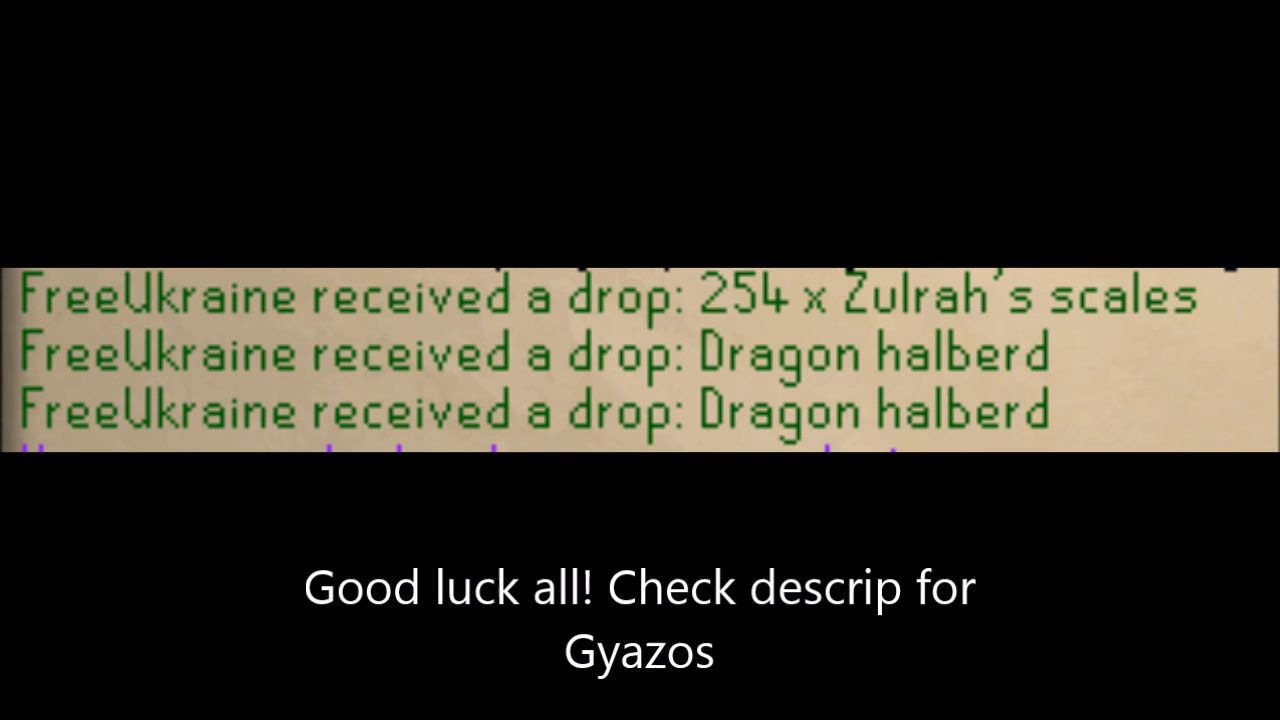 FreeUkraine received a drop: 254 x Zulrah's scales
FreeUkraine received a drop: Dragon halberd
FreeUkraine received a drop: Dragon halberd
Good luck all! Check descrip for
Gyazos